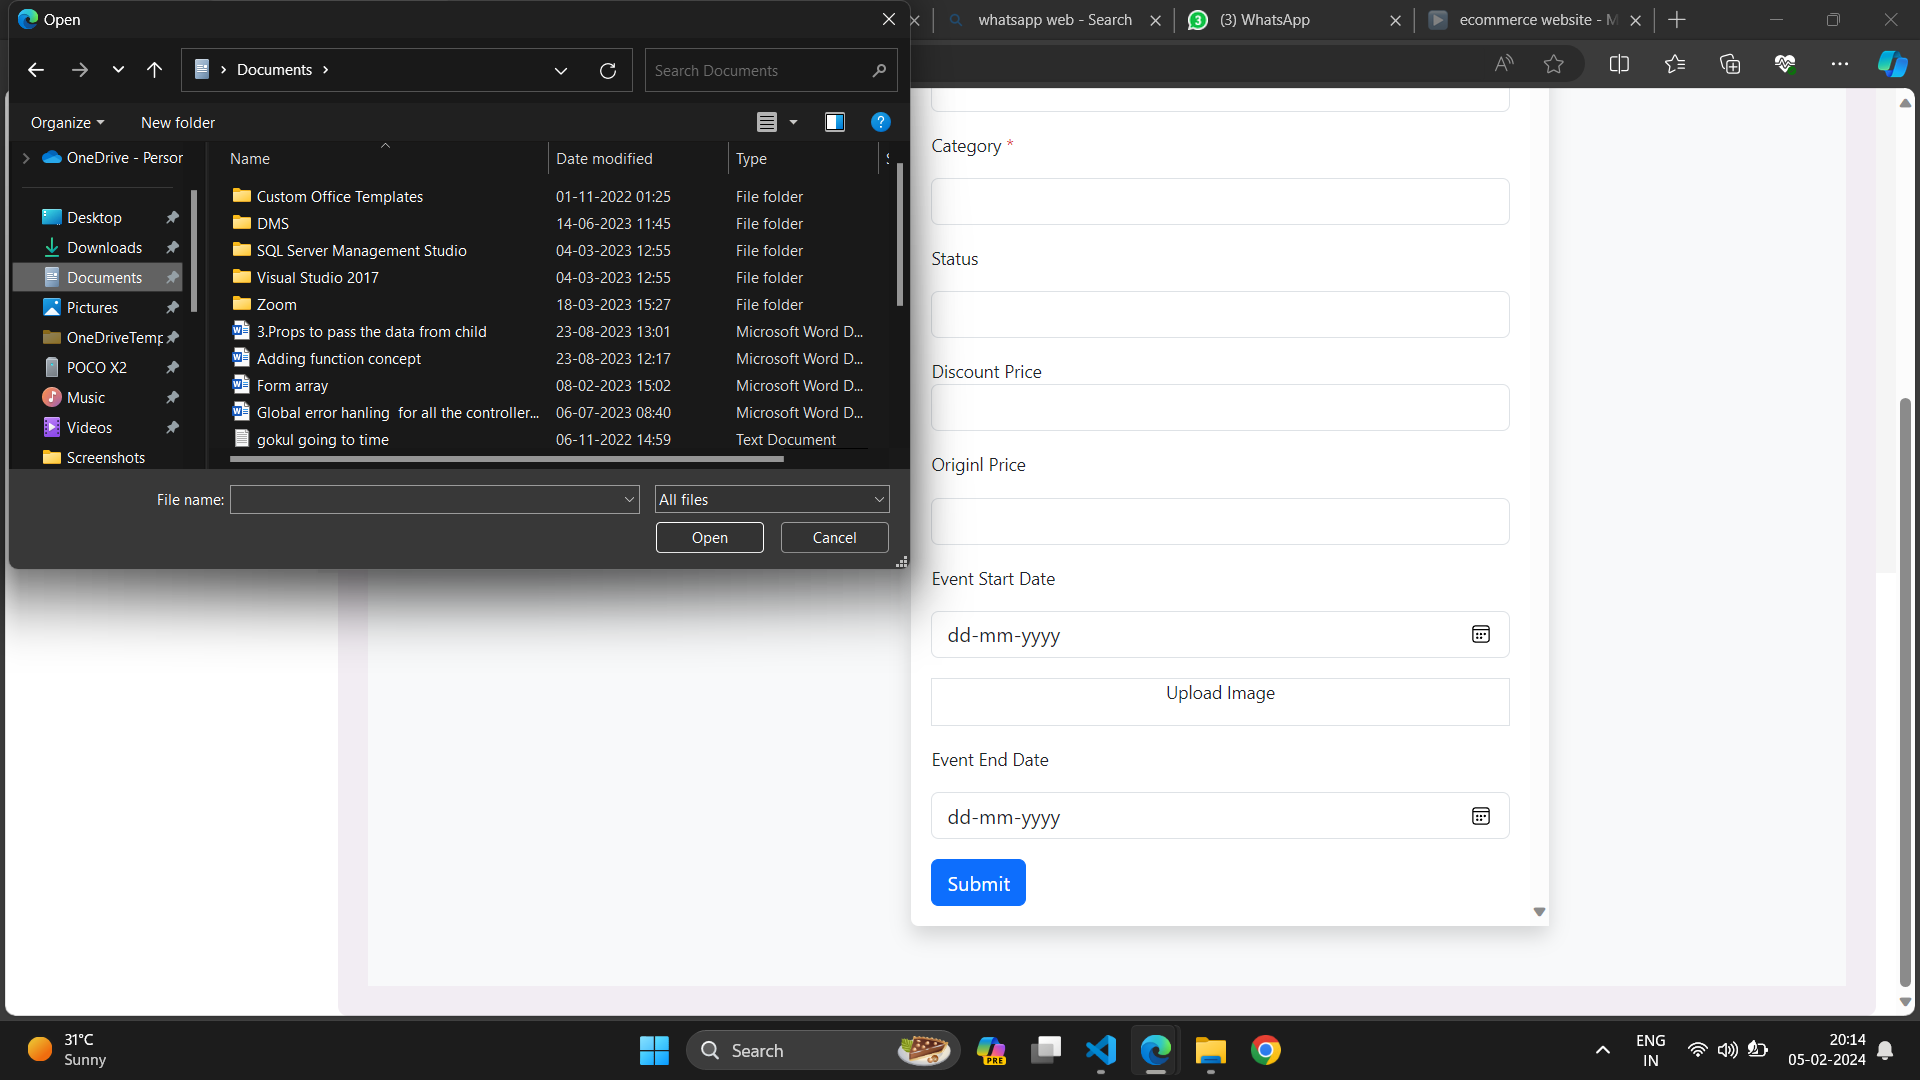 Open
whatsapp web - Search
(3) WhatsApp
ecommerce website - M
Documents
Search Documents
Organize
New folder
OneDrive - Person
Name
Date modified
Type
Custom Office Templates 01-11-2022 01:25 File folder
DMS 14-06-2023 11:45 File folder
SQL Server Management Studio 04-03-2023 12:55 File folder
Visual Studio 2017 04-03-2023 12:55 File folder
Zoom 18-03-2023 15:27 File folder
3.Props to pass the data from child 23-08-2023 13:01 Microsoft Word D...
Adding function concept 23-08-2023 12:17 Microsoft Word D...
Form array 08-02-2023 15:02 Microsoft Word D...
Global error hanling for all the controller... 06-07-2023 08:40 Microsoft Word D...
gokul going to time 06-11-2022 14:59 Text Document
Desktop
Downloads
Documents
Pictures
OneDriveTemp
POCO X2
Music
Videos
Screenshots
File name:
All files
Open
Cancel
Category *
Status
Discount Price
Originl Price
Event Start Date
dd-mm-yyyy
Upload Image
Event End Date
dd-mm-yyyy
Submit
31°C
Sunny
Search
PRE
ENG
IN
20:14
05-02-2024